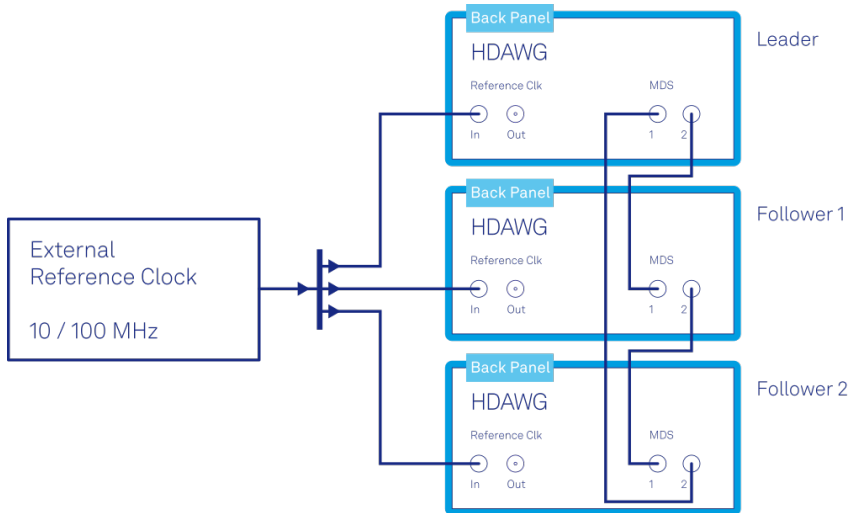 Back Panel
Leader
HDAWG
Reference Clk
MDS
In
Out
1
2
Back Panel
Follower 1
HDAWG
Reference Clk
MDS
In
Out
1
2
External
Reference Clock
10 / 100 MHz
Back Panel
Follower 2
HDAWG
Reference Clk
MDS
In
Out
1
2